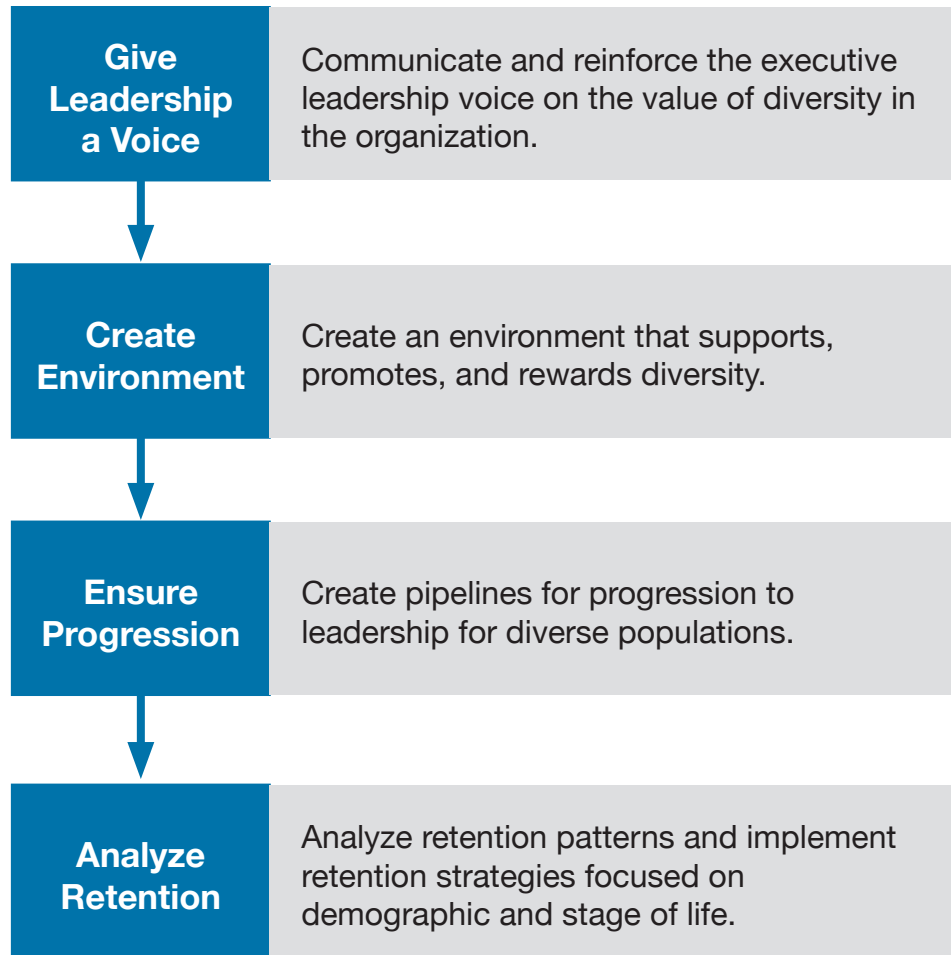 Give
Leadership
a Voice
Communicate and reinforce the executive
leadership voice on the value of diversity in
the organization.
Create
Environment
Create an environment that supports,
promotes, and rewards diversity.
Ensure
Progression
Create pipelines for progression to
leadership for diverse populations.
Analyze
Retention
Analyze retention patterns and implement
retention strategies focused on
demographic and stage of life.